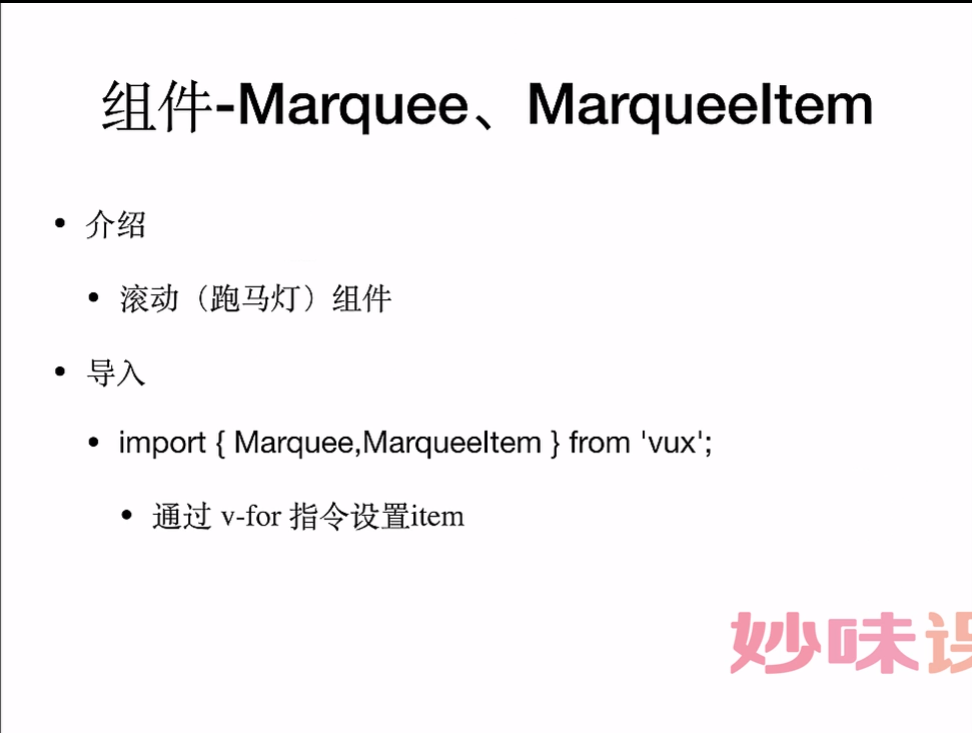 组件-Marquee、MarqueeItem
• 介绍
• 滚动（跑马灯）组件
• 导入
• import { Marquee,MarqueeItem } from 'vux';
• 通过 v-for 指令设置item
妙味